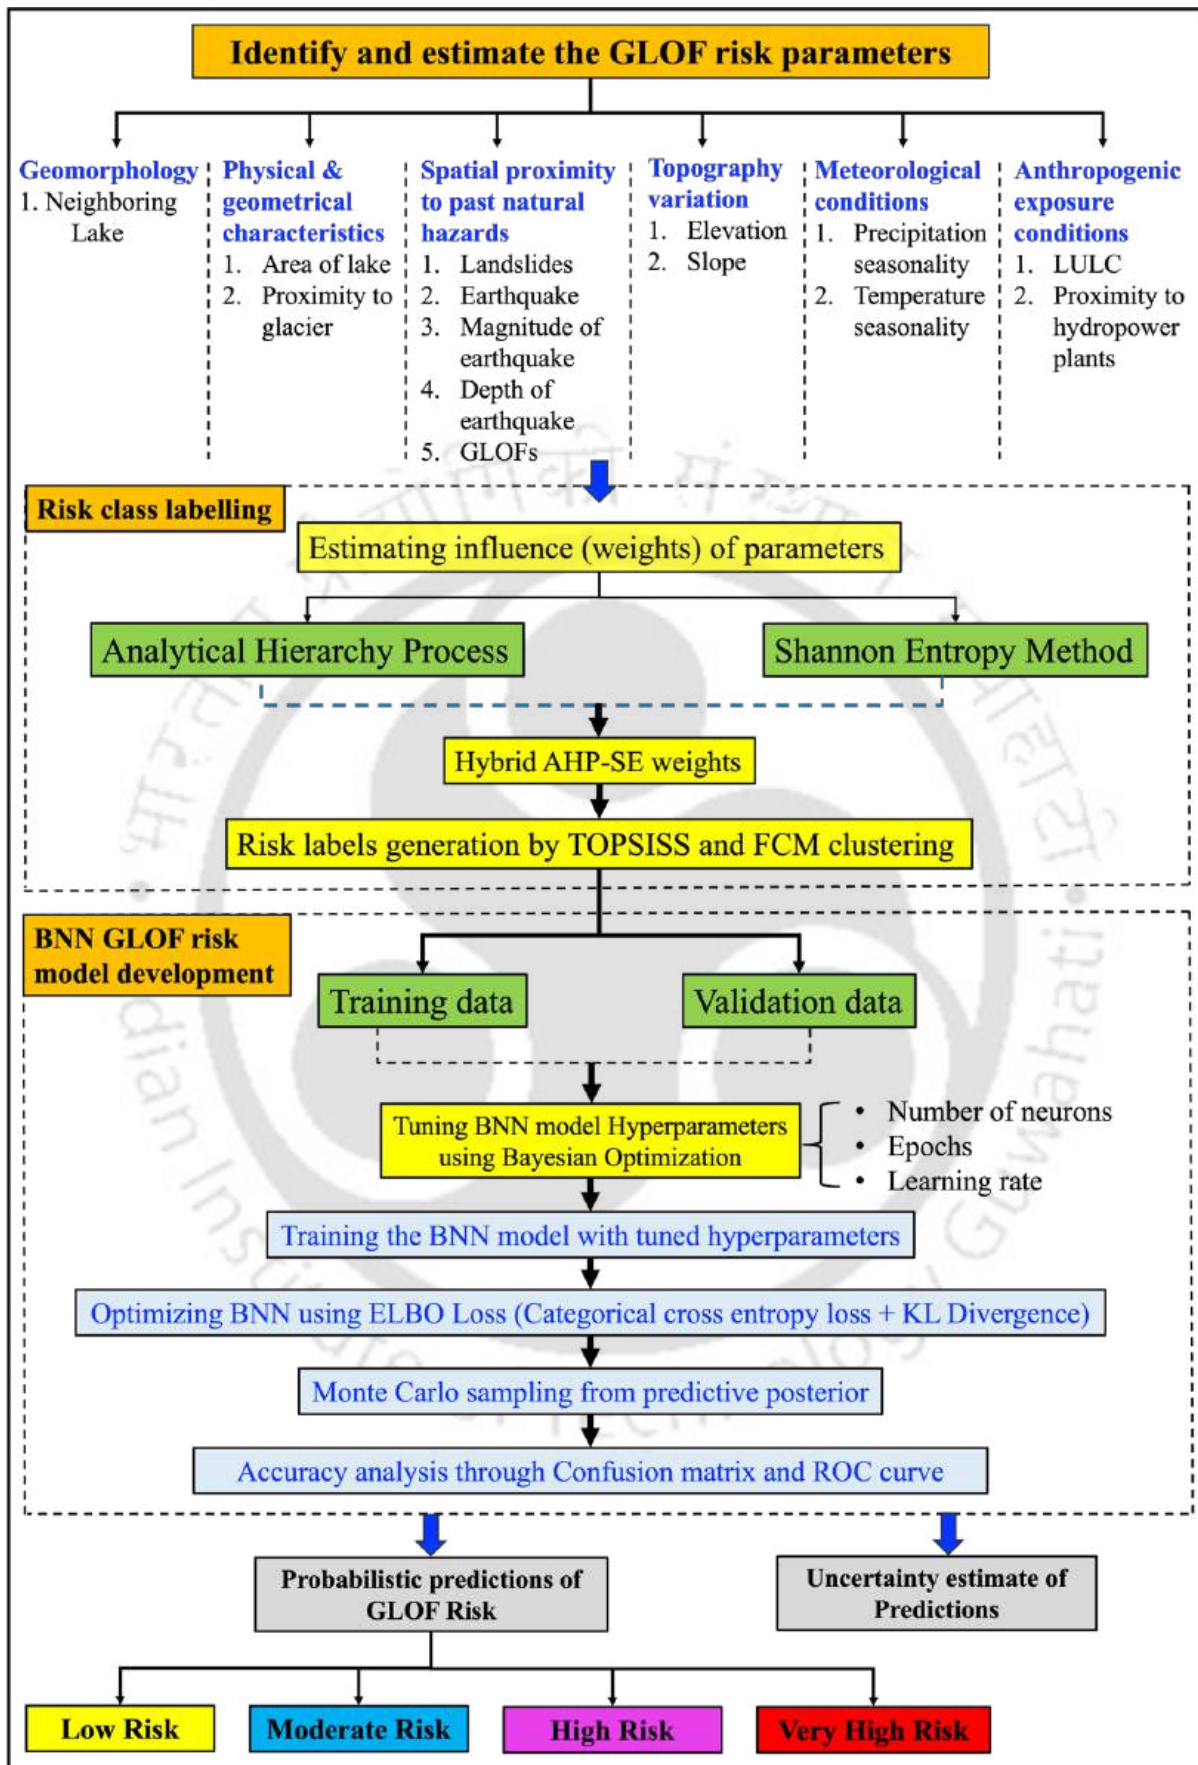 Identify and estimate the GLOF risk parameters
Geomorphology
1. Neighboring
Lake
Physical &
geometrical
characteristics
1. Area of lake
2. Proximity to
glacier
Spatial proximity
to past natural
hazards
1. Landslides
2. Earthquake
3. Magnitude of
earthquake
4. Depth of
earthquake
5. GLOFs
Topography
variation
1. Elevation
2. Slope
Meteorological
conditions
1. Precipitation
seasonality
2. Temperature
seasonality
Anthropogenic
exposure
conditions
1. LULC
2. Proximity to
hydropower
plants
Risk class labelling
Estimating influence (weights) of parameters
Analytical Hierarchy Process
Shannon Entropy Method
Hybrid AHP-SE weights
Risk labels generation by TOPSISS and FCM clustering
BNN GLOF risk
model development
Training data
Validation data
Tuning BNN model Hyperparameters
using Bayesian Optimization
• Number of neurons
• Epochs
• Learning rate
Training the BNN model with tuned hyperparameters
Optimizing BNN using ELBO Loss (Categorical cross entropy loss + KL Divergence)
Monte Carlo sampling from predictive posterior
Accuracy analysis through Confusion matrix and ROC curve
Probabilistic predictions of
GLOF Risk
Uncertainty estimate of
Predictions
Low Risk
Moderate Risk
High Risk
Very High Risk